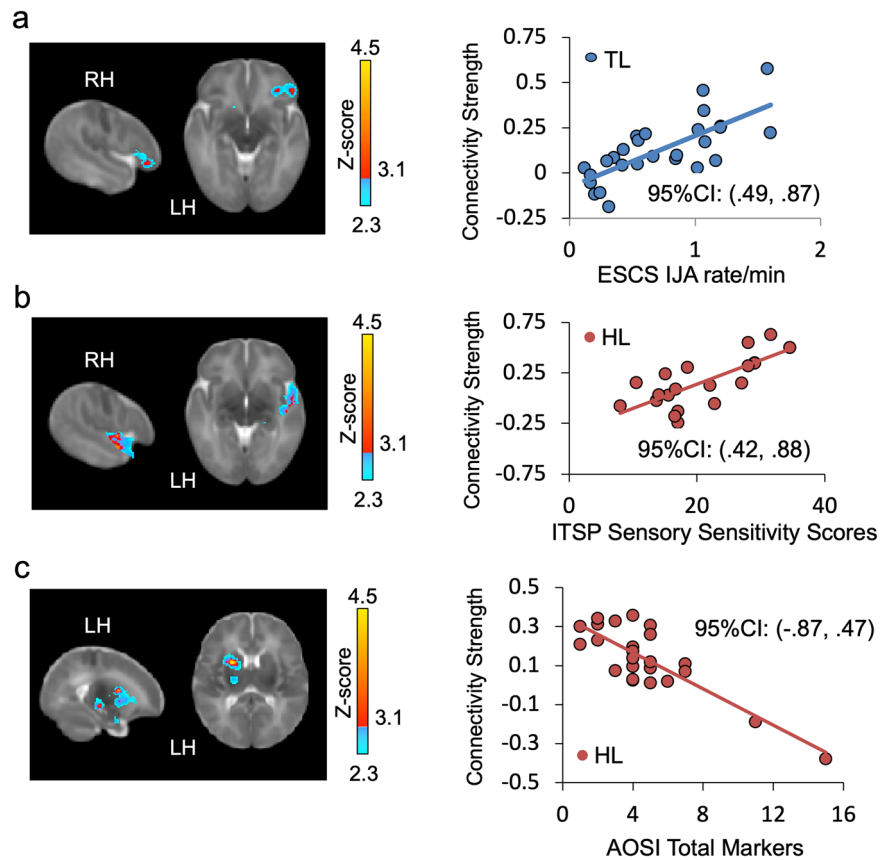 a
RH
LH
4.5
Z-score
3.1
2.3
Connectivity Strength
0.75
0.5
0.25
0
-0.25
TL
95%CI: (.49, .87)
0
1
2
ESCS IJA rate/min
b
RH
LH
4.5
Z-score
3.1
2.3
Connectivity Strength
0.75
0.25
-0.25
-0.75
HL
95%CI: (.42, .88)
0
20
40
ITSP Sensory Sensitivity Scores
c
LH
LH
4.5
Z-score
3.1
2.3
Connectivity Strength
0.5
0.3
0.1
-0.1
-0.3
-0.5
95%CI: (-.87, .47)
HL
0
4
8
12
16
AOSI Total Markers